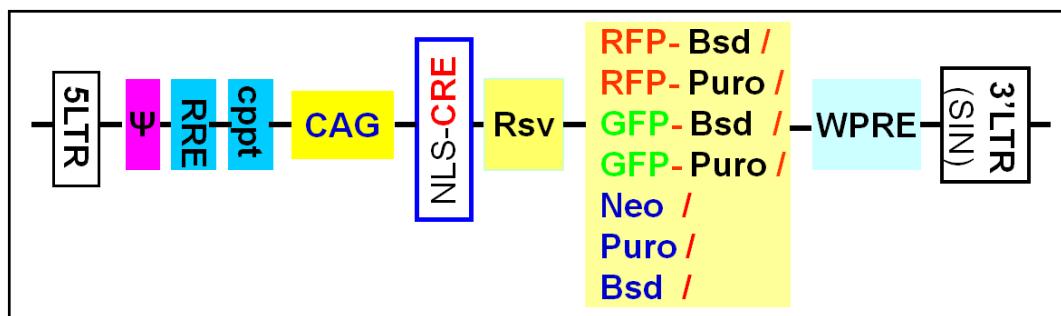 5LTR
Ψ
RRE
cppt
CAG
NLS-CRE
Rsv
RFP- Bsd /
RFP- Puro /
GFP- Bsd /
GFP- Puro /
Neo /
Puro /
Bsd /
WPRE
3'LTR
(SIN)